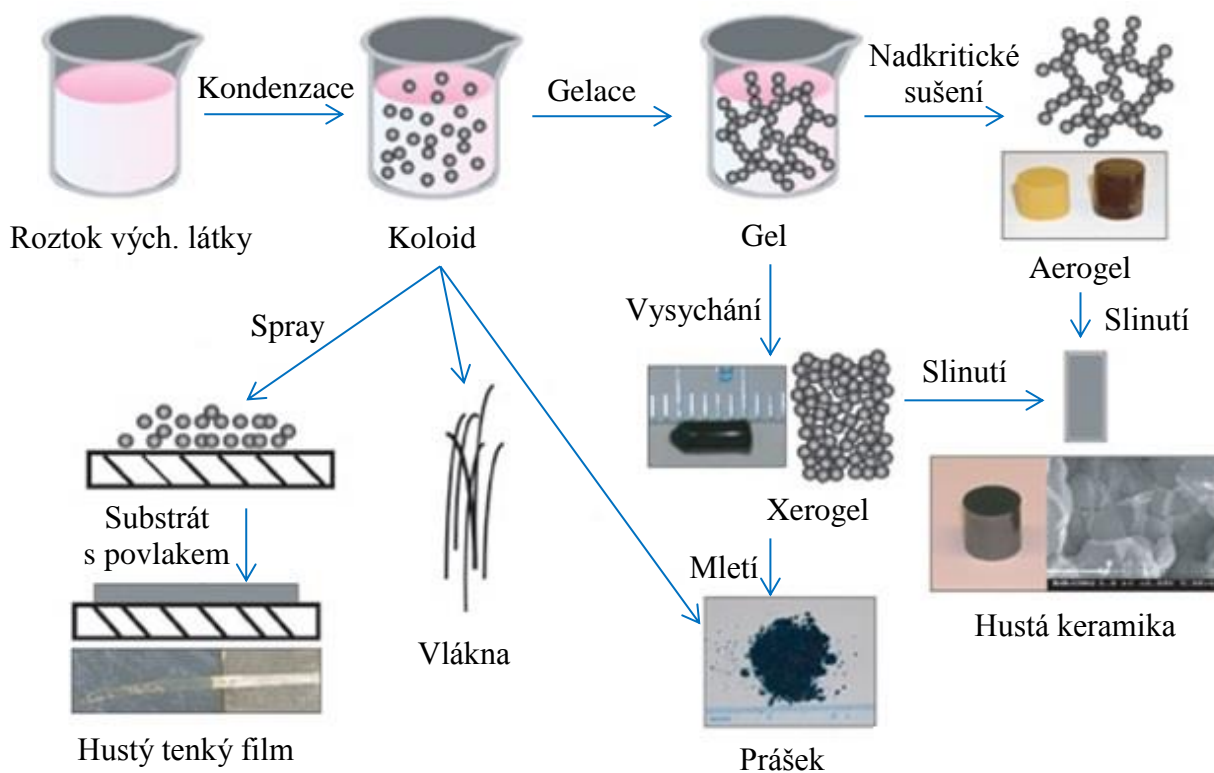 Kondenzace
Gelace
Nadkritické
sušení
Roztok vých. látky
Koloid
Gel
Aerogel
Spray
Vysychání
Slinutí
Slinutí
Substrát
s povlakem
Xerogel
Mletí
Vlákna
Hustá keramika
Hustý tenký film
Prášek